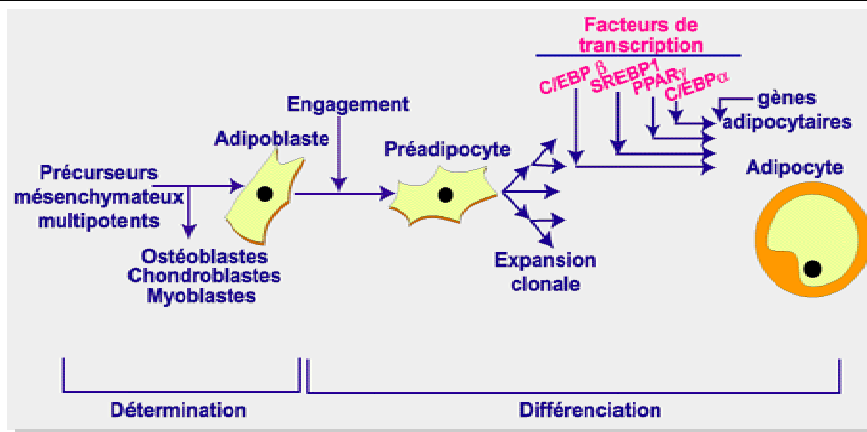 Facteurs de
transcription
C/EBP β
SREBP1
PPARγ
C/EBPα
gènes
adipocytaires
Engagement
Adipoblaste
Préadipocyte
Adipocyte
Précurseurs
mésenchymateux
multipotents
Ostéoblastes
Chondroblastes
Myoblastes
Expansion
clonale
Détermination
Différenciation